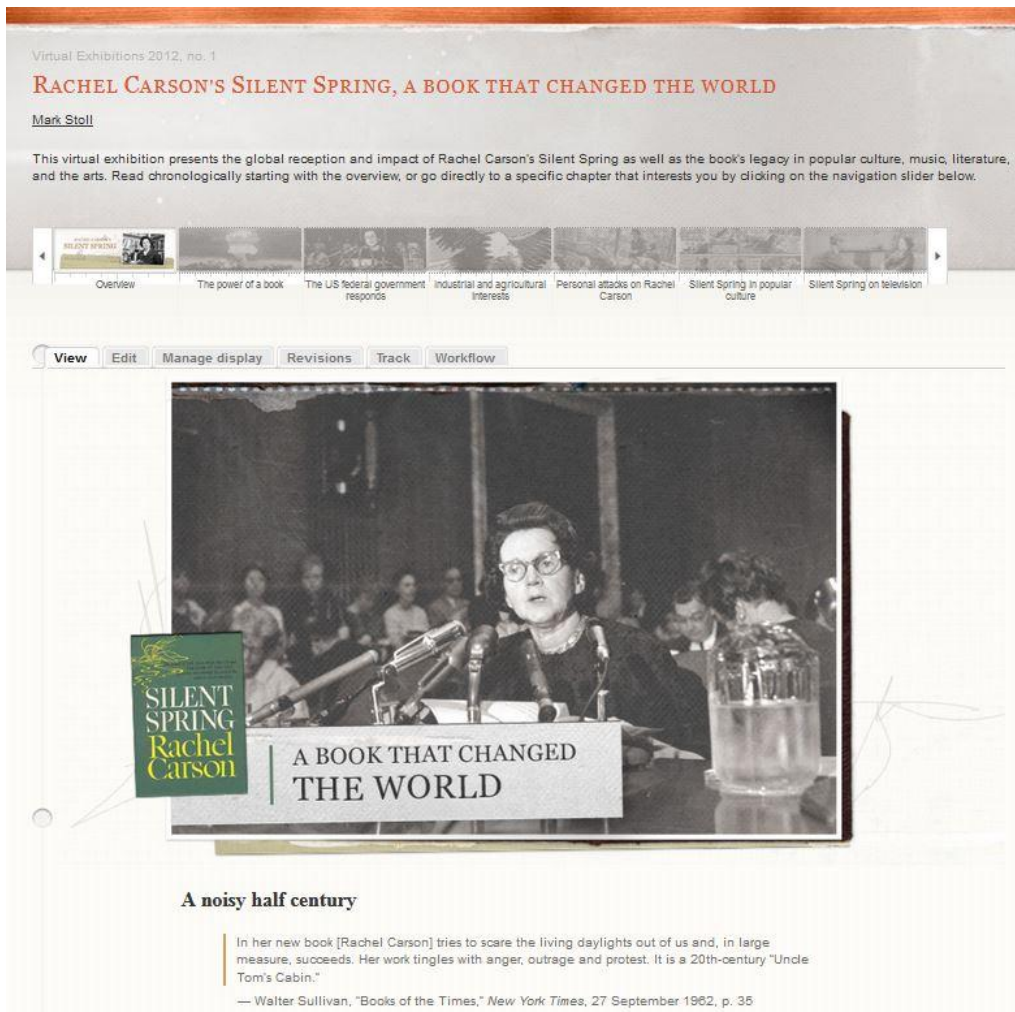 Virtual Exhibitions 2012, no. 1
RACHEL CARSON'S SILENT SPRING, A BOOK THAT CHANGED THE WORLD
Mark Stoll
This virtual exhibition presents the global reception and impact of Rachel Carson's Silent Spring as well as the book's legacy in popular culture, music, literature,
and the arts. Read chronologically starting with the overview, or go directly to a specific chapter that interests you by clicking on the navigation slider below.
SILENT SPRING
Overview
The power of a book
The US federal government
responds
Industrial and agricultural
interests
Personal attacks on Rachel
Carson
Silent Spring in popular
culture
Silent Spring on television
View
Edit
Manage display
Revisions
Track
Workflow
SILENT
SPRING
Rachel
Carson
A BOOK THAT CHANGED
THE WORLD
A noisy half century
In her new book [Rachel Carson] tries to scare the living daylights out of us and, in large
measure, succeeds. Her work tingles with anger, outrage and protest. It is a 20th-century "Uncle
Tom's Cabin."
— Walter Sullivan, "Books of the Times," New York Times, 27 September 1962, p. 35